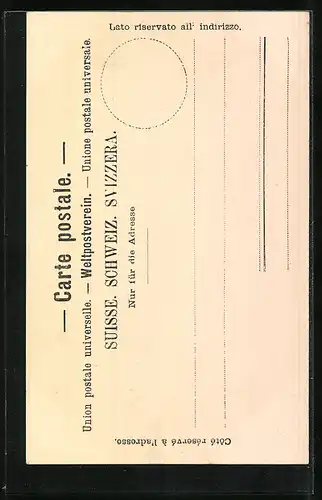 — Carte postale. —
Union postale universelle. — Weltpostverein. — Unione postale universale.
SUISSE. SCHWEIZ. SVIZZERA.
Nur für die Adresse
Côté réservé à l'adresse.
Lato riservato all' indirizzo.